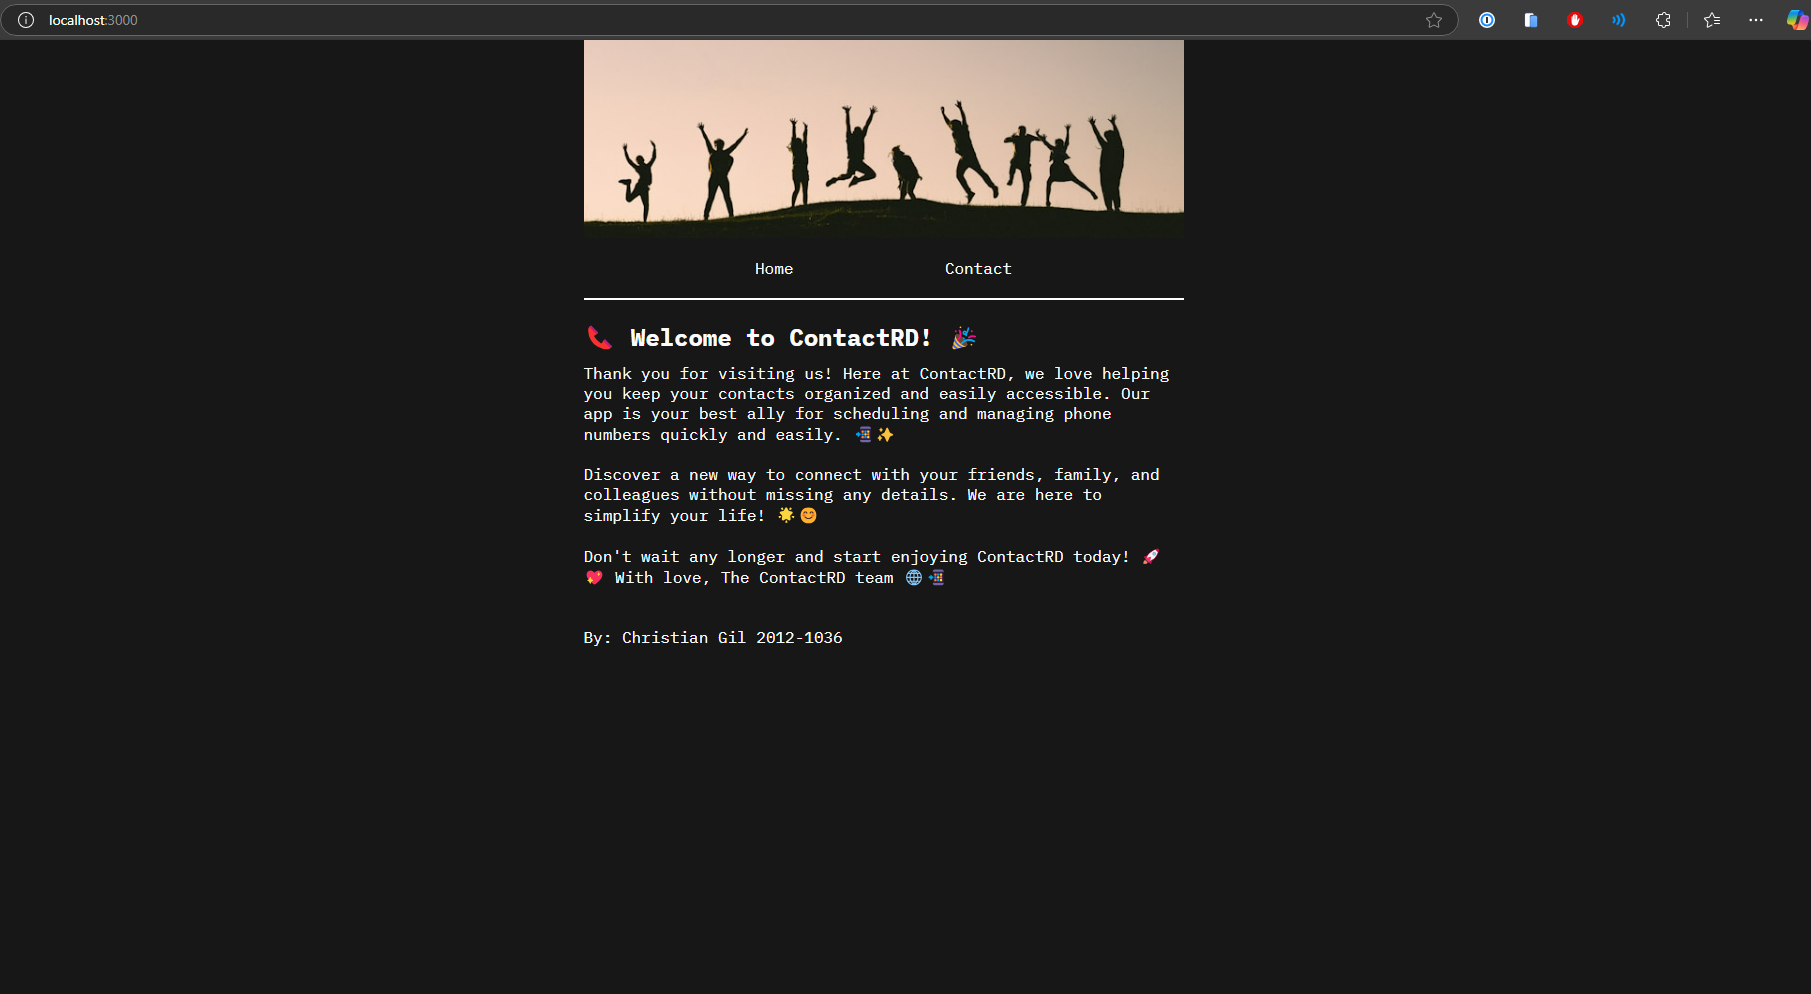 localhost:3000
Home Contact
📞 Welcome to ContactRD! 🎉
Thank you for visiting us! Here at ContactRD, we love helping
you keep your contacts organized and easily accessible. Our
app is your best ally for scheduling and managing phone
numbers quickly and easily. 📲✨
Discover a new way to connect with your friends, family, and
colleagues without missing any details. We are here to
simplify your life! 🌟😊
Don't wait any longer and start enjoying ContactRD today! 🚀
💖 With love, The ContactRD team 🌐📲
By: Christian Gil 2012-1036